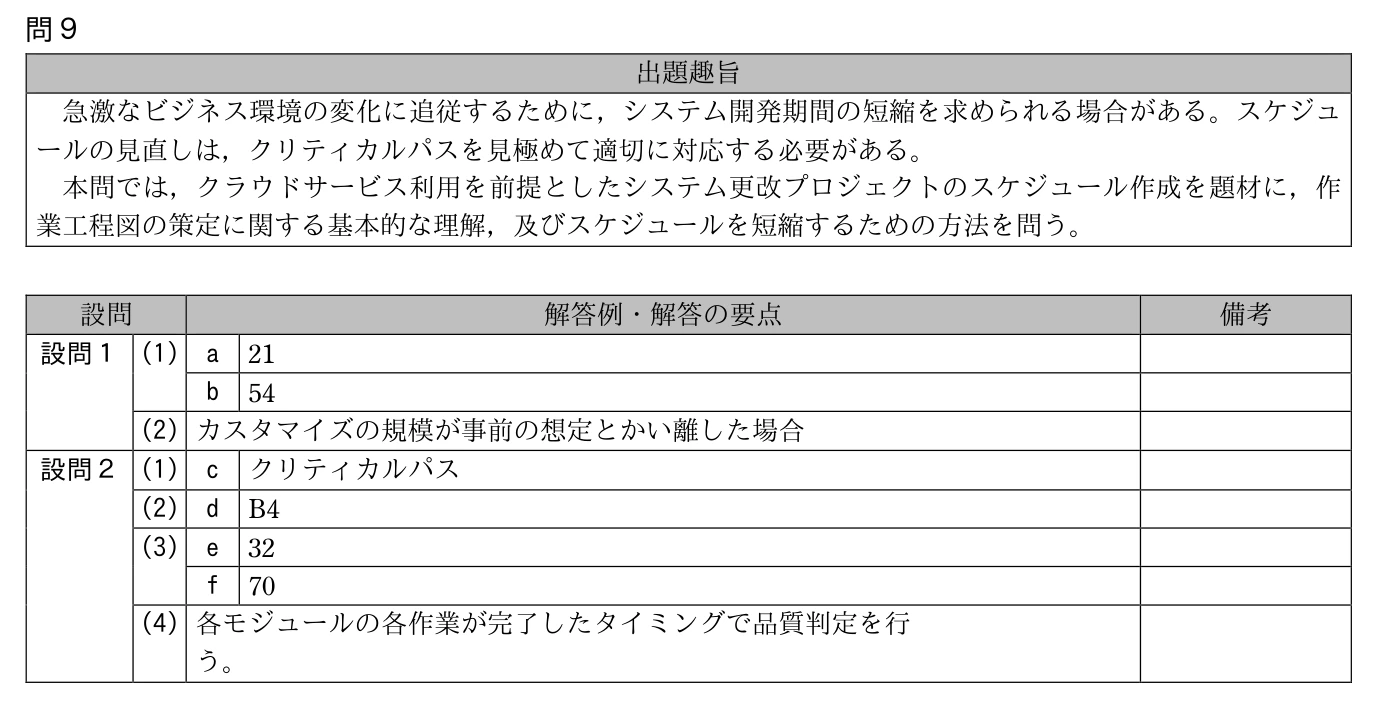 問9
出題趣旨
急激なビジネス環境の変化に追従するために，システム開発期間の短縮を求められる場合がある。スケジュ
ールの見直しは，クリティカルパスを見極めて適切に対応する必要がある。
本問では，クラウドサービス利用を前提としたシステム更改プロジェクトのスケジュール作成を題材に，作
業工程図の策定に関する基本的な理解，及びスケジュールを短縮するための方法を問う。
設問 解答例・解答の要点 備考
設問1 (1) a 21
b 54
(2) カスタマイズの規模が事前の想定とかい離した場合
設問2 (1) c クリティカルパス
(2) d B4
(3) e 32
f 70
(4) 各モジュールの各作業が完了したタイミングで品質判定を行
う。